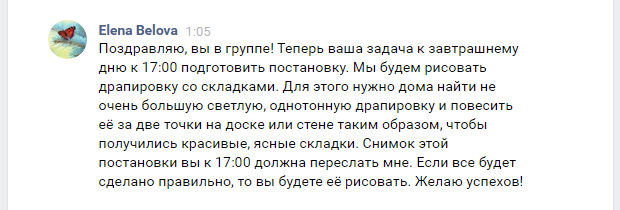 Elena Belova 1:05
Поздравляю, вы в группе! Теперь ваша задача к завтрашнему
дню к 17:00 подготовить постановку. Мы будем рисовать
драпировку со складками. Для этого нужно дома найти не
очень большую светлую, однотонную драпировку и повесить
её за две точки на доске или стене таким образом, чтобы
получились красивые, ясные складки. Снимок этой
постановки вы к 17:00 должна переслать мне. Если все будет
сделано правильно, то вы будете её рисовать. Желаю успехов!